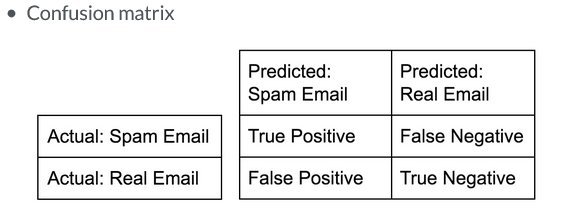 • Confusion matrix
Predicted:
Spam Email
Predicted:
Real Email
Actual: Spam Email
True Positive
False Negative
Actual: Real Email
False Positive
True Negative